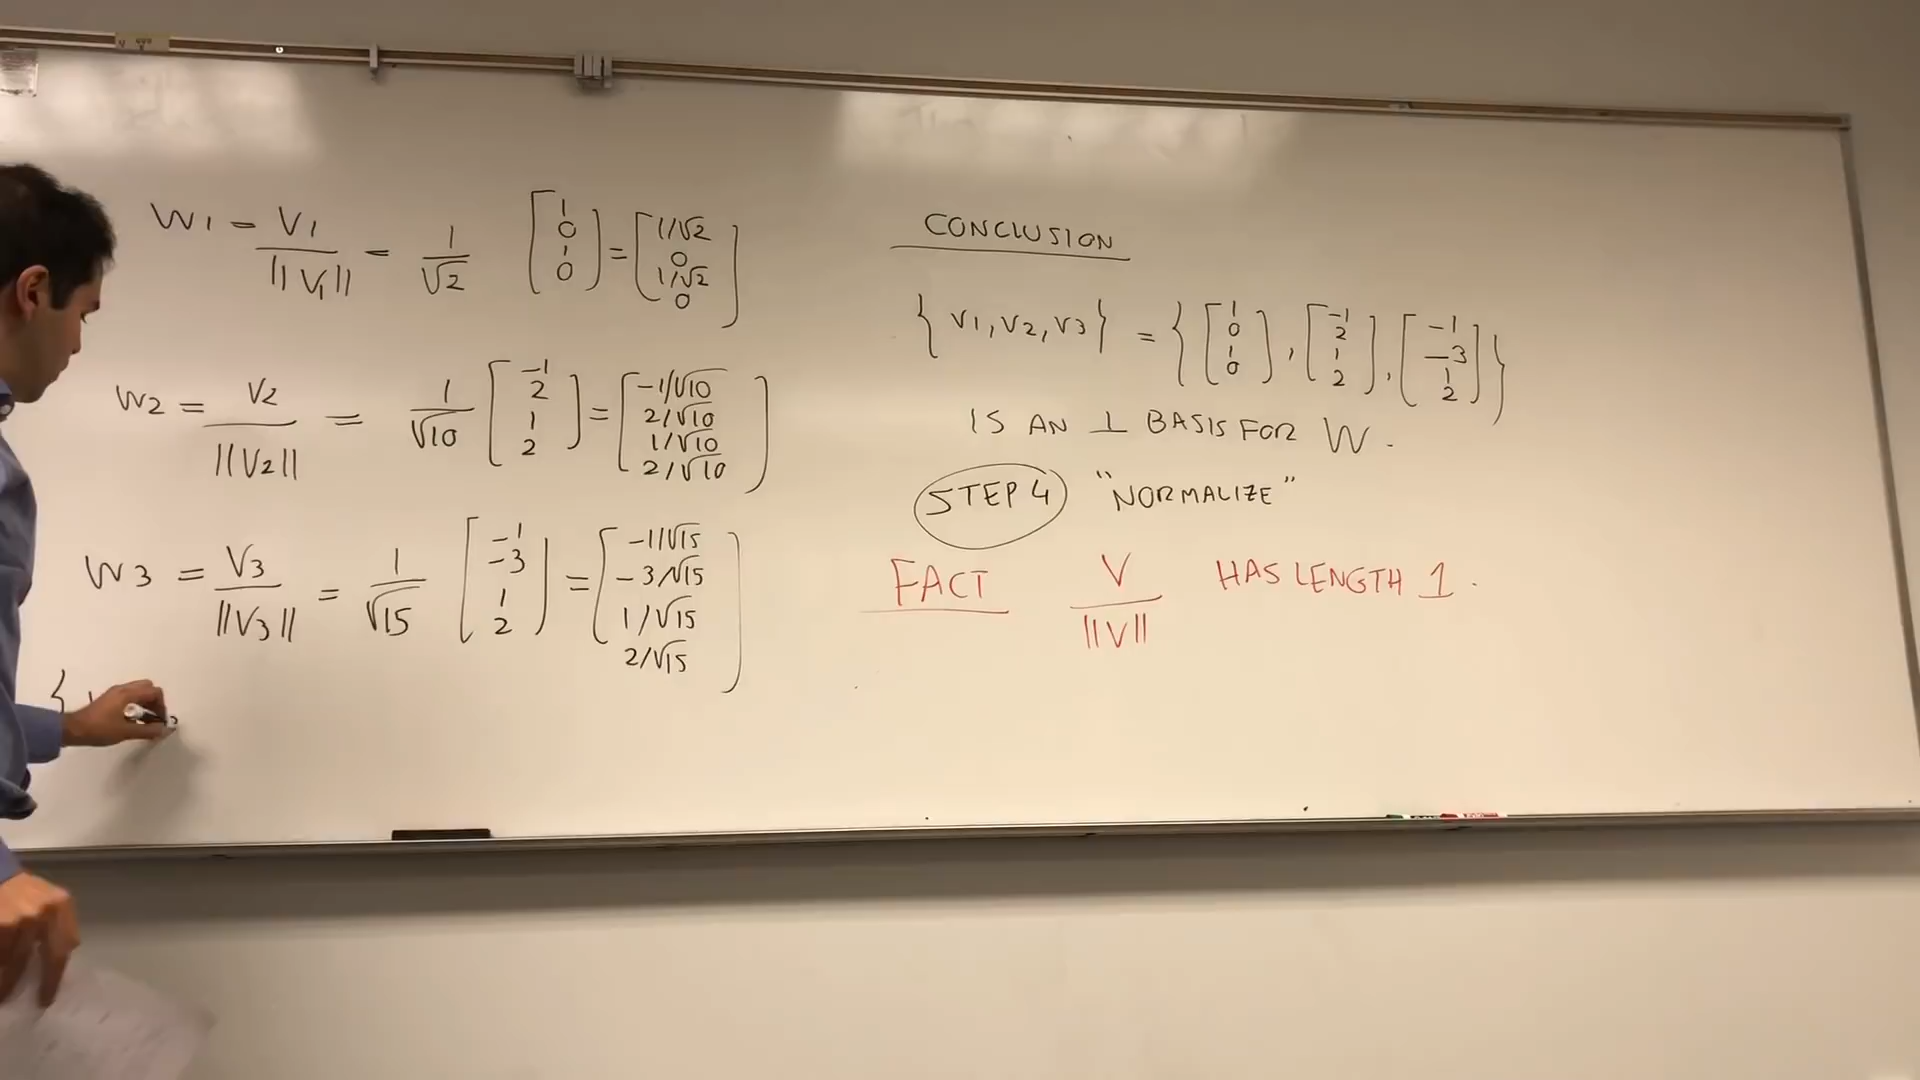 W1 = V1 / ||V1|| = 1/√2 [1 0 1 0] = [1/√2 0 1/√2 0]
W2 = V2 / ||V2|| = 1/√10 [-1 2 1 2] = [-1/√10 2/√10 1/√10 2/√10]
W3 = V3 / ||V3|| = 1/√15 [-1 -3 1 2] = [-1/√15 -3/√15 1/√15 2/√15]
{
CONCLUSION
{V1, V2, V3} = {[1 0 1 0], [-1 2 1 2], [-1 -3 1 2]}
IS AN ⊥ BASIS FOR W.
STEP 4 "NORMALIZE"
FACT V / ||V|| HAS LENGTH 1.